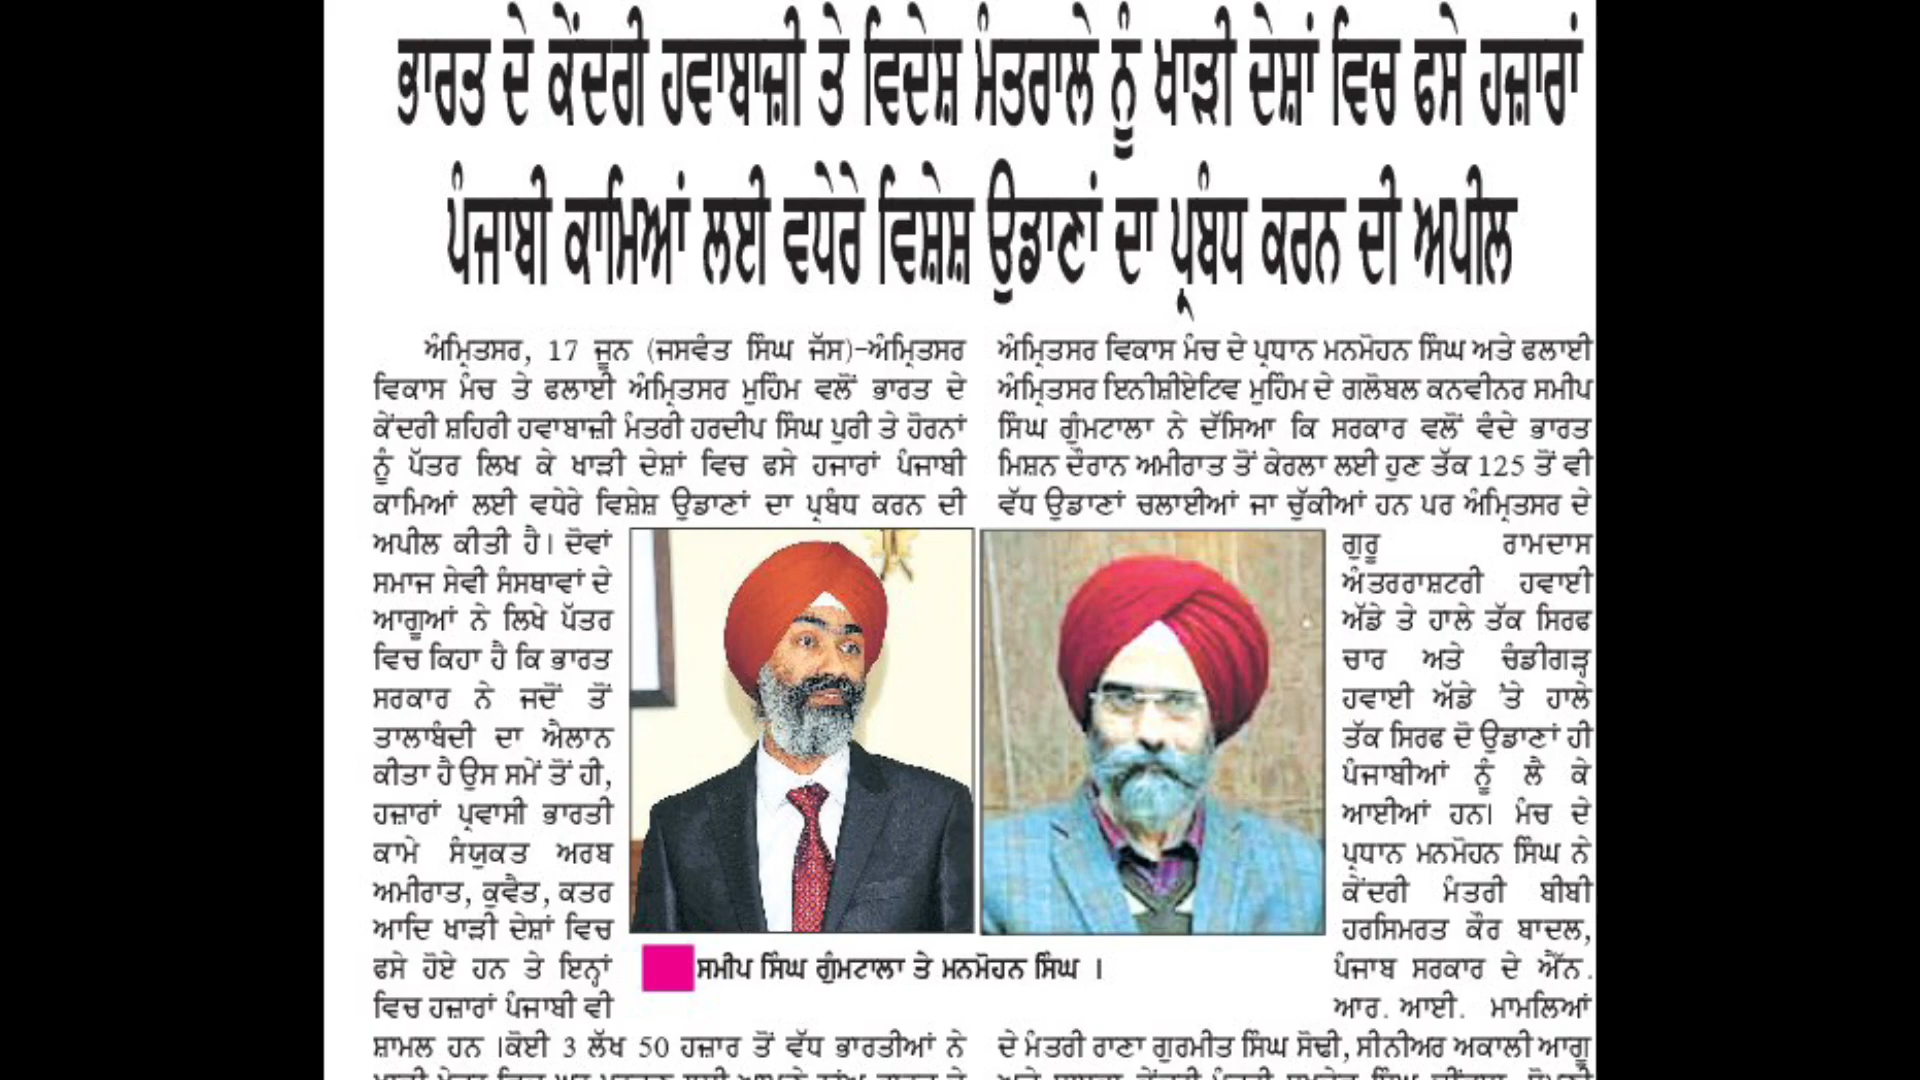 ਭਾਰਤ ਦੇ ਕੇਂਦਰੀ ਹਵਾਬਾਜ਼ੀ ਤੇ ਵਿਦੇਸ਼ ਮੰਤਰਾਲੇ ਨੂੰ ਖਾੜੀ ਦੇਸ਼ਾਂ ਵਿਚ ਫਸੇ ਹਜ਼ਾਰਾਂ
ਪੰਜਾਬੀ ਕਾਮਿਆਂ ਲਈ ਵਧੇਰੇ ਵਿਸ਼ੇਸ਼ ਉਡਾਣਾਂ ਦਾ ਪ੍ਰਬੰਧ ਕਰਨ ਦੀ ਅਪੀਲ
ਅੰਮ੍ਰਿਤਸਰ, 17 ਜੂਨ (ਜਸਵੰਤ ਸਿੰਘ ਜੱਸ)-ਅੰਮ੍ਰਿਤਸਰ
ਵਿਕਾਸ ਮੰਚ ਤੇ ਫਲਾਈ ਅੰਮ੍ਰਿਤਸਰ ਮੁਹਿੰਮ ਵਲੋਂ ਭਾਰਤ ਦੇ
ਕੇਂਦਰੀ ਸ਼ਹਿਰੀ ਹਵਾਬਾਜ਼ੀ ਮੰਤਰੀ ਹਰਦੀਪ ਸਿੰਘ ਪੁਰੀ ਤੇ ਹੋਰਨਾਂ
ਨੂੰ ਪੱਤਰ ਲਿਖ ਕੇ ਖਾੜੀ ਦੇਸ਼ਾਂ ਵਿਚ ਫਸੇ ਹਜਾਰਾਂ ਪੰਜਾਬੀ
ਕਾਮਿਆਂ ਲਈ ਵਧੇਰੇ ਵਿਸ਼ੇਸ਼ ਉਡਾਣਾਂ ਦਾ ਪ੍ਰਬੰਧ ਕਰਨ ਦੀ
ਅਪੀਲ ਕੀਤੀ ਹੈ। ਦੋਵਾਂ
ਸਮਾਜ ਸੇਵੀ ਸੰਸਥਾਵਾਂ ਦੇ
ਆਗੂਆਂ ਨੇ ਲਿਖੇ ਪੱਤਰ
ਵਿਚ ਕਿਹਾ ਹੈ ਕਿ ਭਾਰਤ
ਸਰਕਾਰ ਨੇ ਜਦੋਂ ਤੋਂ
ਤਾਲਾਬੰਦੀ ਦਾ ਐਲਾਨ
ਕੀਤਾ ਹੈ ਉਸ ਸਮੇਂ ਤੋਂ ਹੀ,
ਹਜ਼ਾਰਾਂ ਪ੍ਰਵਾਸੀ ਭਾਰਤੀ
ਕਾਮੇ ਸੰਯੁਕਤ ਅਰਬ
ਅਮੀਰਾਤ, ਕੁਵੈਤ, ਕਤਰ
ਆਦਿ ਖਾੜੀ ਦੇਸ਼ਾਂ ਵਿਚ
ਫਸੇ ਹੋਏ ਹਨ ਤੇ ਇਨ੍ਹਾਂ
ਵਿਚ ਹਜ਼ਾਰਾਂ ਪੰਜਾਬੀ ਵੀ
ਸ਼ਾਮਲ ਹਨ ।ਕੋਈ 3 ਲੱਖ 50 ਹਜ਼ਾਰ ਤੋਂ ਵੱਧ ਭਾਰਤੀਆਂ ਨੇ
ਸਮੀਪ ਸਿੰਘ ਗੁੰਮਟਾਲਾ ਤੇ ਮਨਮੋਹਨ ਸਿੰਘ ।
ਅੰਮ੍ਰਿਤਸਰ ਵਿਕਾਸ ਮੰਚ ਦੇ ਪ੍ਰਧਾਨ ਮਨਮੋਹਨ ਸਿੰਘ ਅਤੇ ਫਲਾਈ
ਅੰਮ੍ਰਿਤਸਰ ਇਨੀਸ਼ੀਏਟਿਵ ਮੁਹਿੰਮ ਦੇ ਗਲੋਬਲ ਕਨਵੀਨਰ ਸਮੀਪ
ਸਿੰਘ ਗੁੰਮਟਾਲਾ ਨੇ ਦੱਸਿਆ ਕਿ ਸਰਕਾਰ ਵਲੋਂ ਵੰਦੇ ਭਾਰਤ
ਮਿਸ਼ਨ ਦੌਰਾਨ ਅਮੀਰਾਤ ਤੋਂ ਕੇਰਲਾ ਲਈ ਹੁਣ ਤੱਕ 125 ਤੋਂ ਵੀ
ਵੱਧ ਉਡਾਣਾਂ ਚਲਾਈਆਂ ਜਾ ਚੁੱਕੀਆਂ ਹਨ ਪਰ ਅੰਮ੍ਰਿਤਸਰ ਦੇ
ਗੁਰੂ ਰਾਮਦਾਸ
ਅੰਤਰਰਾਸ਼ਟਰੀ ਹਵਾਈ
ਅੱਡੇ ਤੇ ਹਾਲੇ ਤੱਕ ਸਿਰਫ
ਚਾਰ ਅਤੇ ਚੰਡੀਗੜ੍ਹ
ਹਵਾਈ ਅੱਡੇ 'ਤੇ ਹਾਲੇ
ਤੱਕ ਸਿਰਫ ਦੋ ਉਡਾਣਾਂ ਹੀ
ਪੰਜਾਬੀਆਂ ਨੂੰ ਲੈ ਕੇ
ਆਈਆਂ ਹਨ। ਮੰਚ ਦੇ
ਪ੍ਰਧਾਨ ਮਨਮੋਹਨ ਸਿੰਘ ਨੇ
ਕੇਂਦਰੀ ਮੰਤਰੀ ਬੀਬੀ
ਹਰਸਿਮਰਤ ਕੌਰ ਬਾਦਲ,
ਪੰਜਾਬ ਸਰਕਾਰ ਦੇ ਐੱਨ.
ਆਰ. ਆਈ. ਮਾਮਲਿਆਂ
ਦੇ ਮੰਤਰੀ ਰਾਣਾ ਗੁਰਮੀਤ ਸਿੰਘ ਸੋਢੀ, ਸੀਨੀਅਰ ਅਕਾਲੀ ਆਗੂ